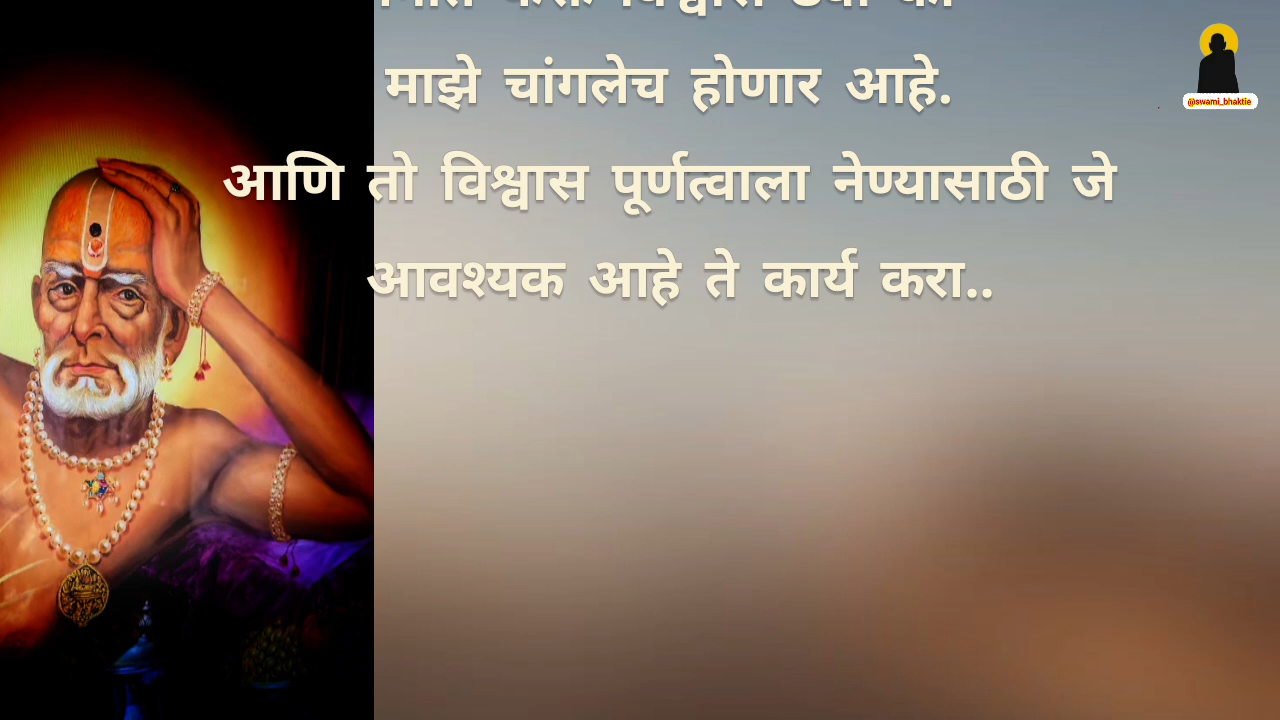 विश्वास ठेवा की
माझे चांगलेच होणार आहे.
आणि तो विश्वास पूर्णत्वाला नेण्यासाठी जे
आवश्यक आहे ते कार्य करा..
@swami_bhaktie